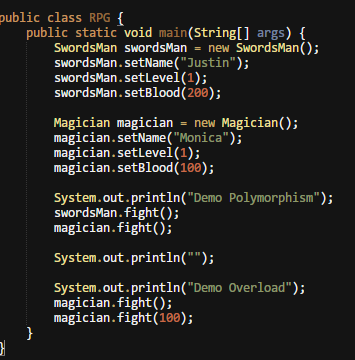 public class RPG {
    public static void main(String[] args) {
        SwordsMan swordsMan = new SwordsMan();
        swordsMan.setName("Justin");
        swordsMan.setLevel(1);
        swordsMan.setBlood(200);

        Magician magician = new Magician();
        magician.setName("Monica");
        magician.setLevel(1);
        magician.setBlood(100);

        System.out.println("Demo Polymorphism");
        swordsMan.fight();
        magician.fight();

        System.out.println("");

        System.out.println("Demo Overload");
        magician.fight();
        magician.fight(100);
    }
}